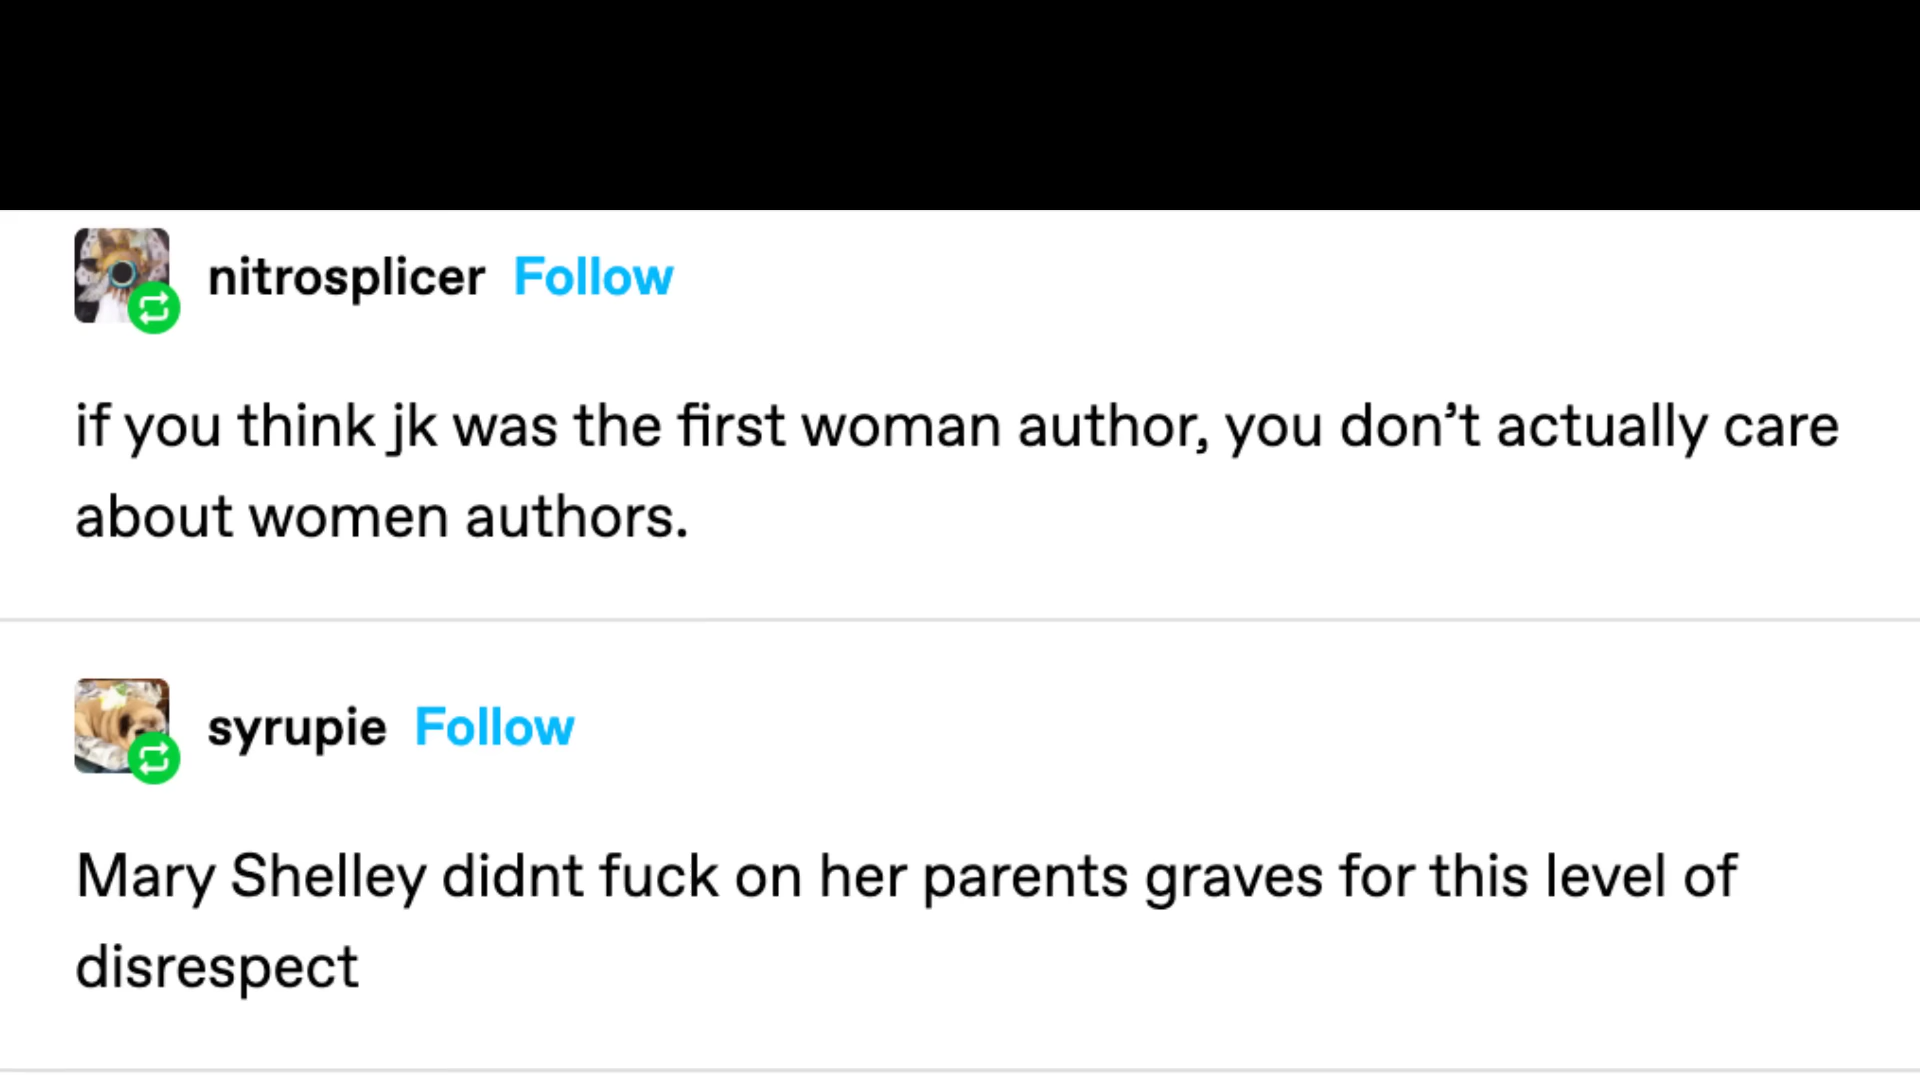 nitrosplicer Follow
if you think jk was the first woman author, you don’t actually care
about women authors.
syrupie Follow
Mary Shelley didnt fuck on her parents graves for this level of
disrespect